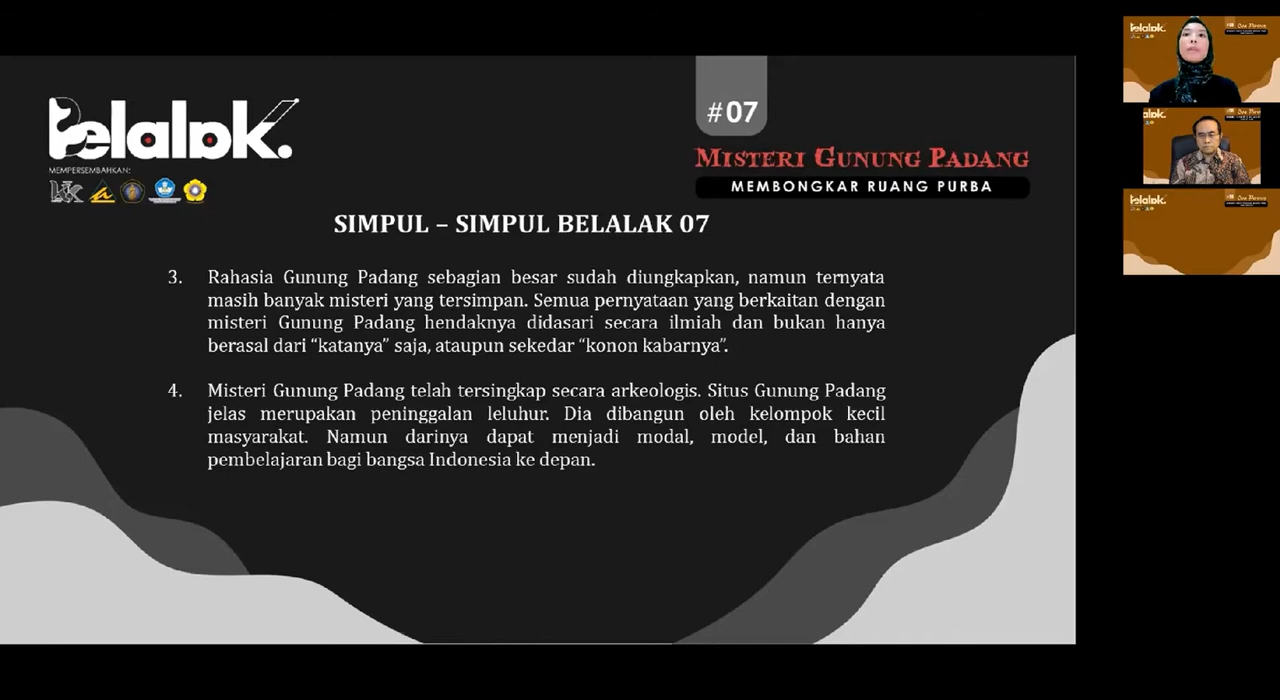 Belalak.
MEMPERSEMBAHKAN:
#07
MISTERI GUNUNG PADANG
MEMBONGKAR RUANG PURBA
SIMPUL – SIMPUL BELALAK 07
3. Rahasia Gunung Padang sebagian besar sudah diungkapkan, namun ternyata
masih banyak misteri yang tersimpan. Semua pernyataan yang berkaitan dengan
misteri Gunung Padang hendaknya didasari secara ilmiah dan bukan hanya
berasal dari “katanya” saja, ataupun sekedar “konon kabarnya”.
4. Misteri Gunung Padang telah tersingkap secara arkeologis. Situs Gunung Padang
jelas merupakan peninggalan leluhur. Dia dibangun oleh kelompok kecil
masyarakat. Namun darinya dapat menjadi modal, model, dan bahan
pembelajaran bagi bangsa Indonesia ke depan.